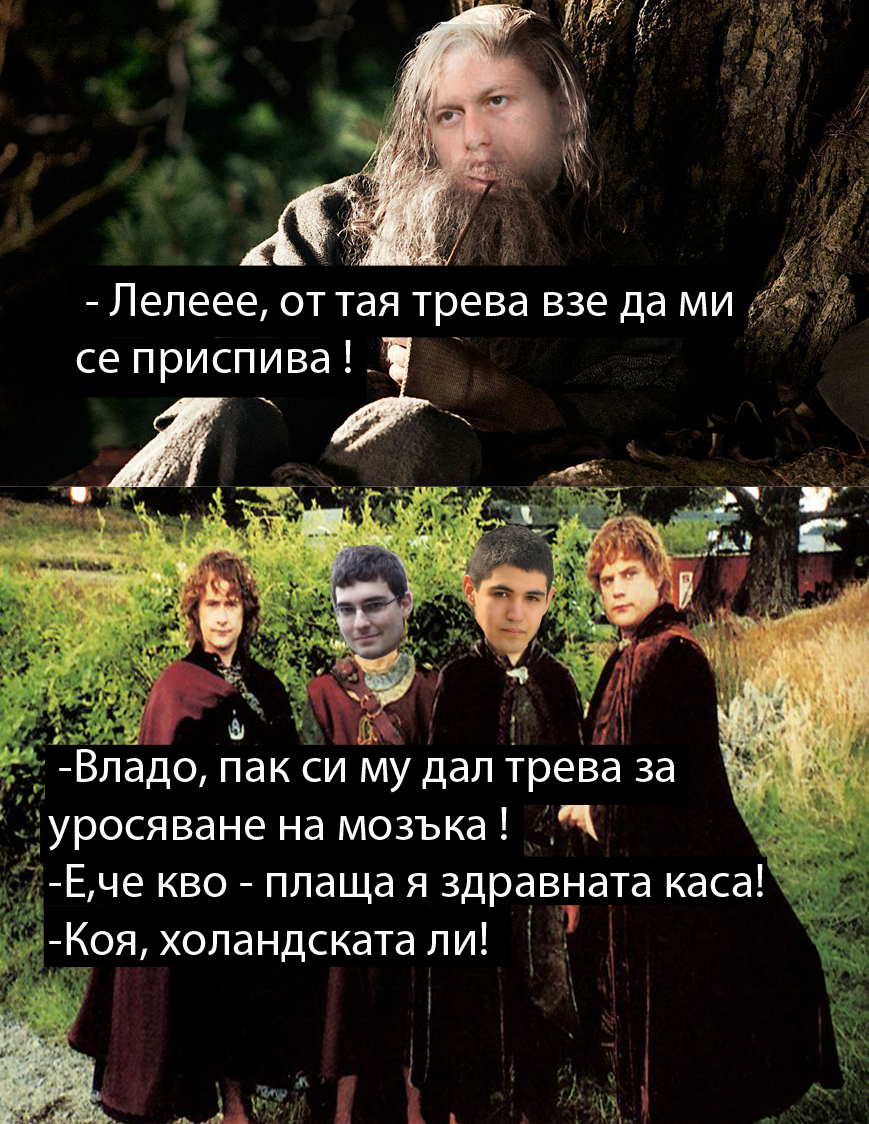 - Лелеее, от тая трева взе да ми
се приспива !
-Владо, пак си му дал трева за
уросяване на мозъка !
-Е,че кво - плаща я здравната каса!
-Коя, холандската ли!